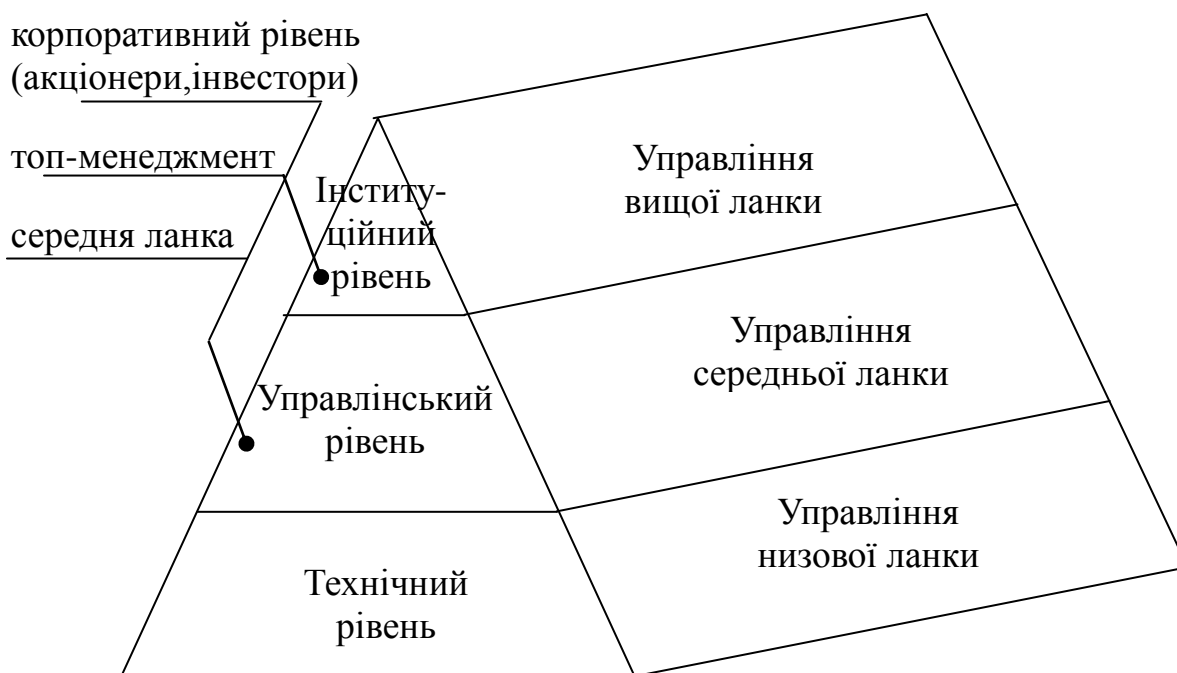 корпоративний рівень
(акціонери,інвестори)
топ-менеджмент
середня ланка
Інститу-
ційний
рівень
Управління
вищої ланки
Управлінський
рівень
Управління
середньої ланки
Технічний
рівень
Управління
низової ланки